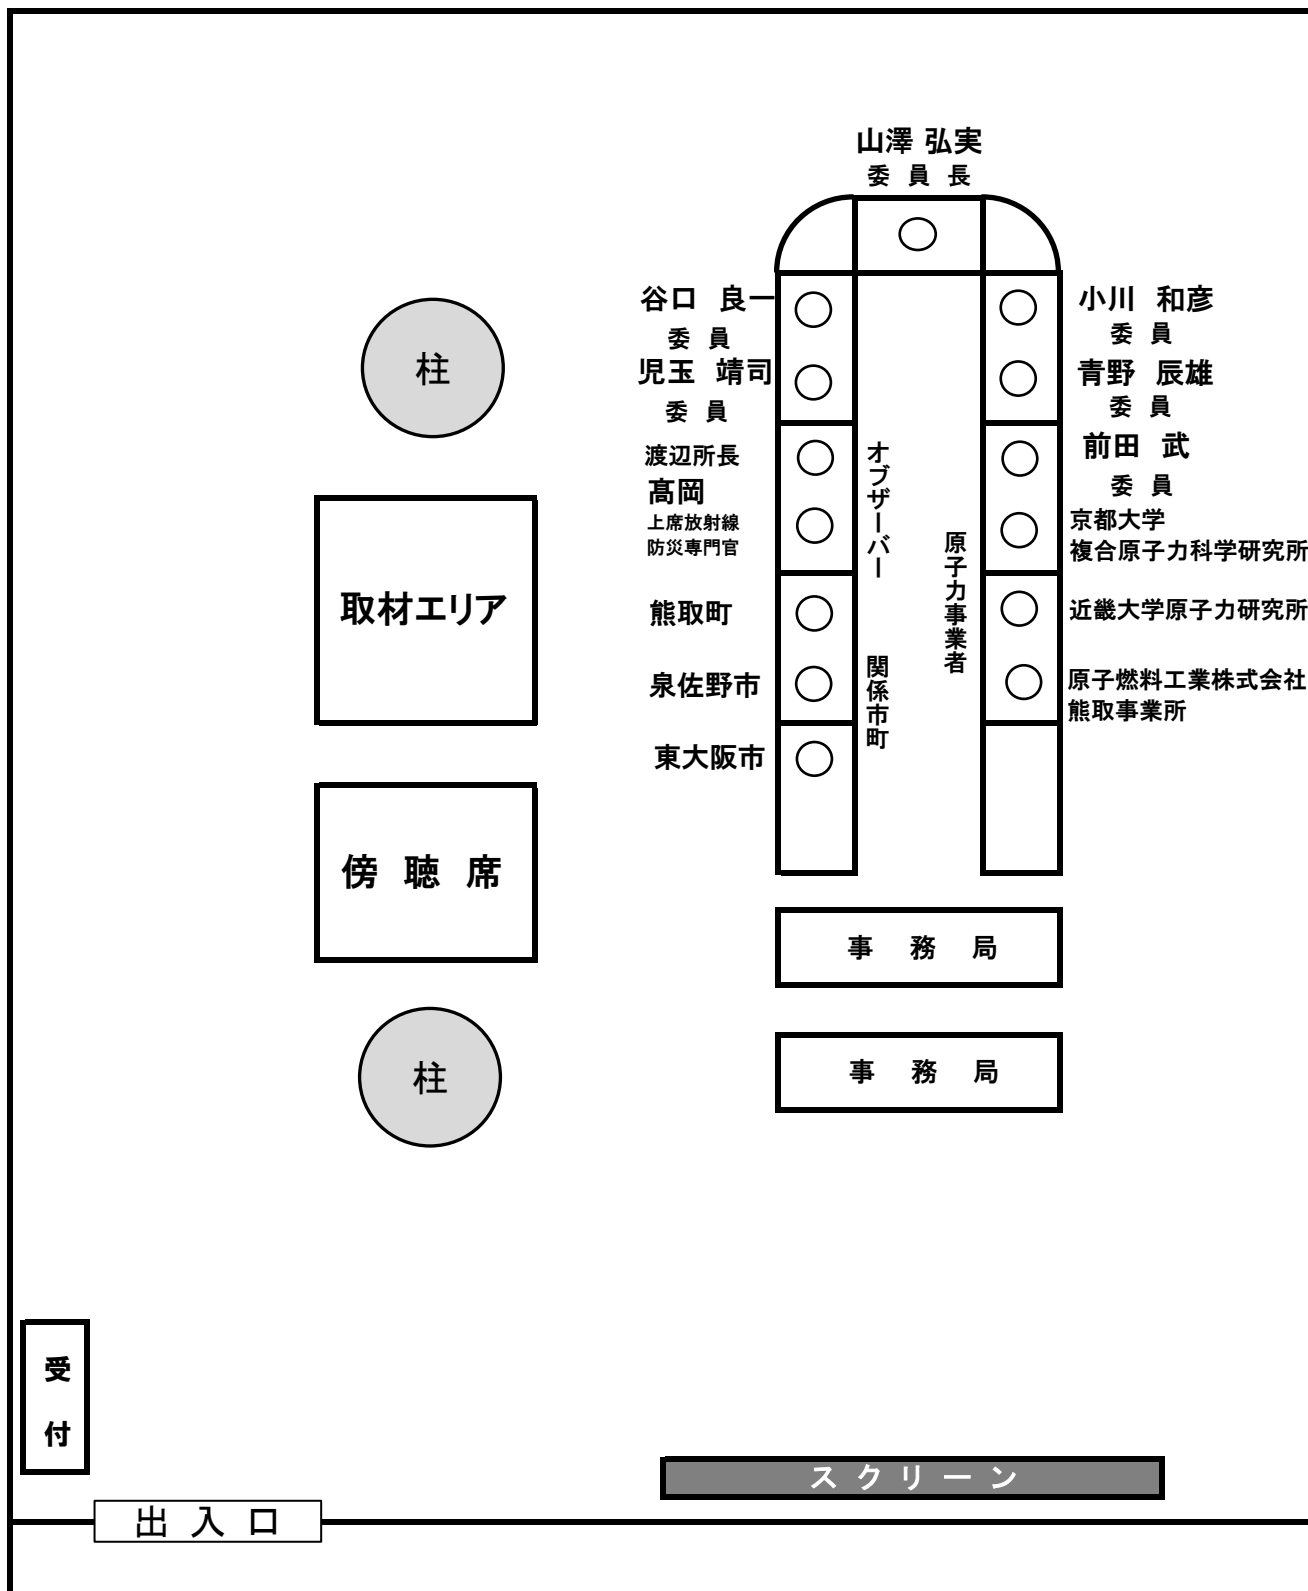 山澤 弘実
委 員 長
谷口 良一
委 員
児玉 靖司
委 員
渡辺所長
髙岡
上席放射線
防災専門官
熊取町
泉佐野市
東大阪市
オブザーバー
関係市町
原子力事業者
小川 和彦
委 員
青野 辰雄
委 員
前田 武
委 員
京都大学
複合原子力科学研究所
近畿大学原子力研究所
原子燃料工業株式会社
熊取事業所
柱
取材エリア
傍 聴 席
柱
事 務 局
事 務 局
受付
スクリーン
出 入 口